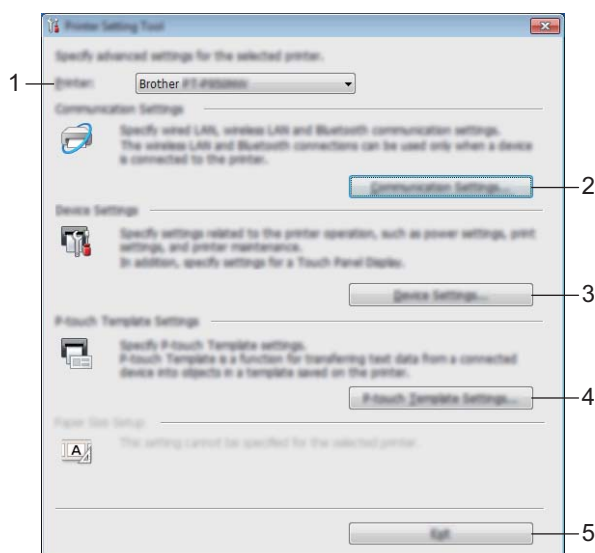 Printer Setting Tool
Specify advanced settings for the selected printer.
1 Printer: Brother
Communication Settings
Specify wired LAN, wireless LAN and Bluetooth communication settings.
The wireless LAN and Bluetooth connections can be used only when a device
is connected to the printer.
Communication Settings... 2
Device Settings
Specify settings related to the printer operation, such as power settings, print
settings, and printer maintenance.
In addition, specify settings for a Touch Panel Display.
Device Settings... 3
P-touch Template Settings
Specify P-touch Template settings.
P-touch Template is a function for transferring text data from a connected
device into objects in a template saved on the printer.
P-touch Template Settings... 4
Paper Size Setup
A
This setting cannot be specified for the selected printer.
Exit 5